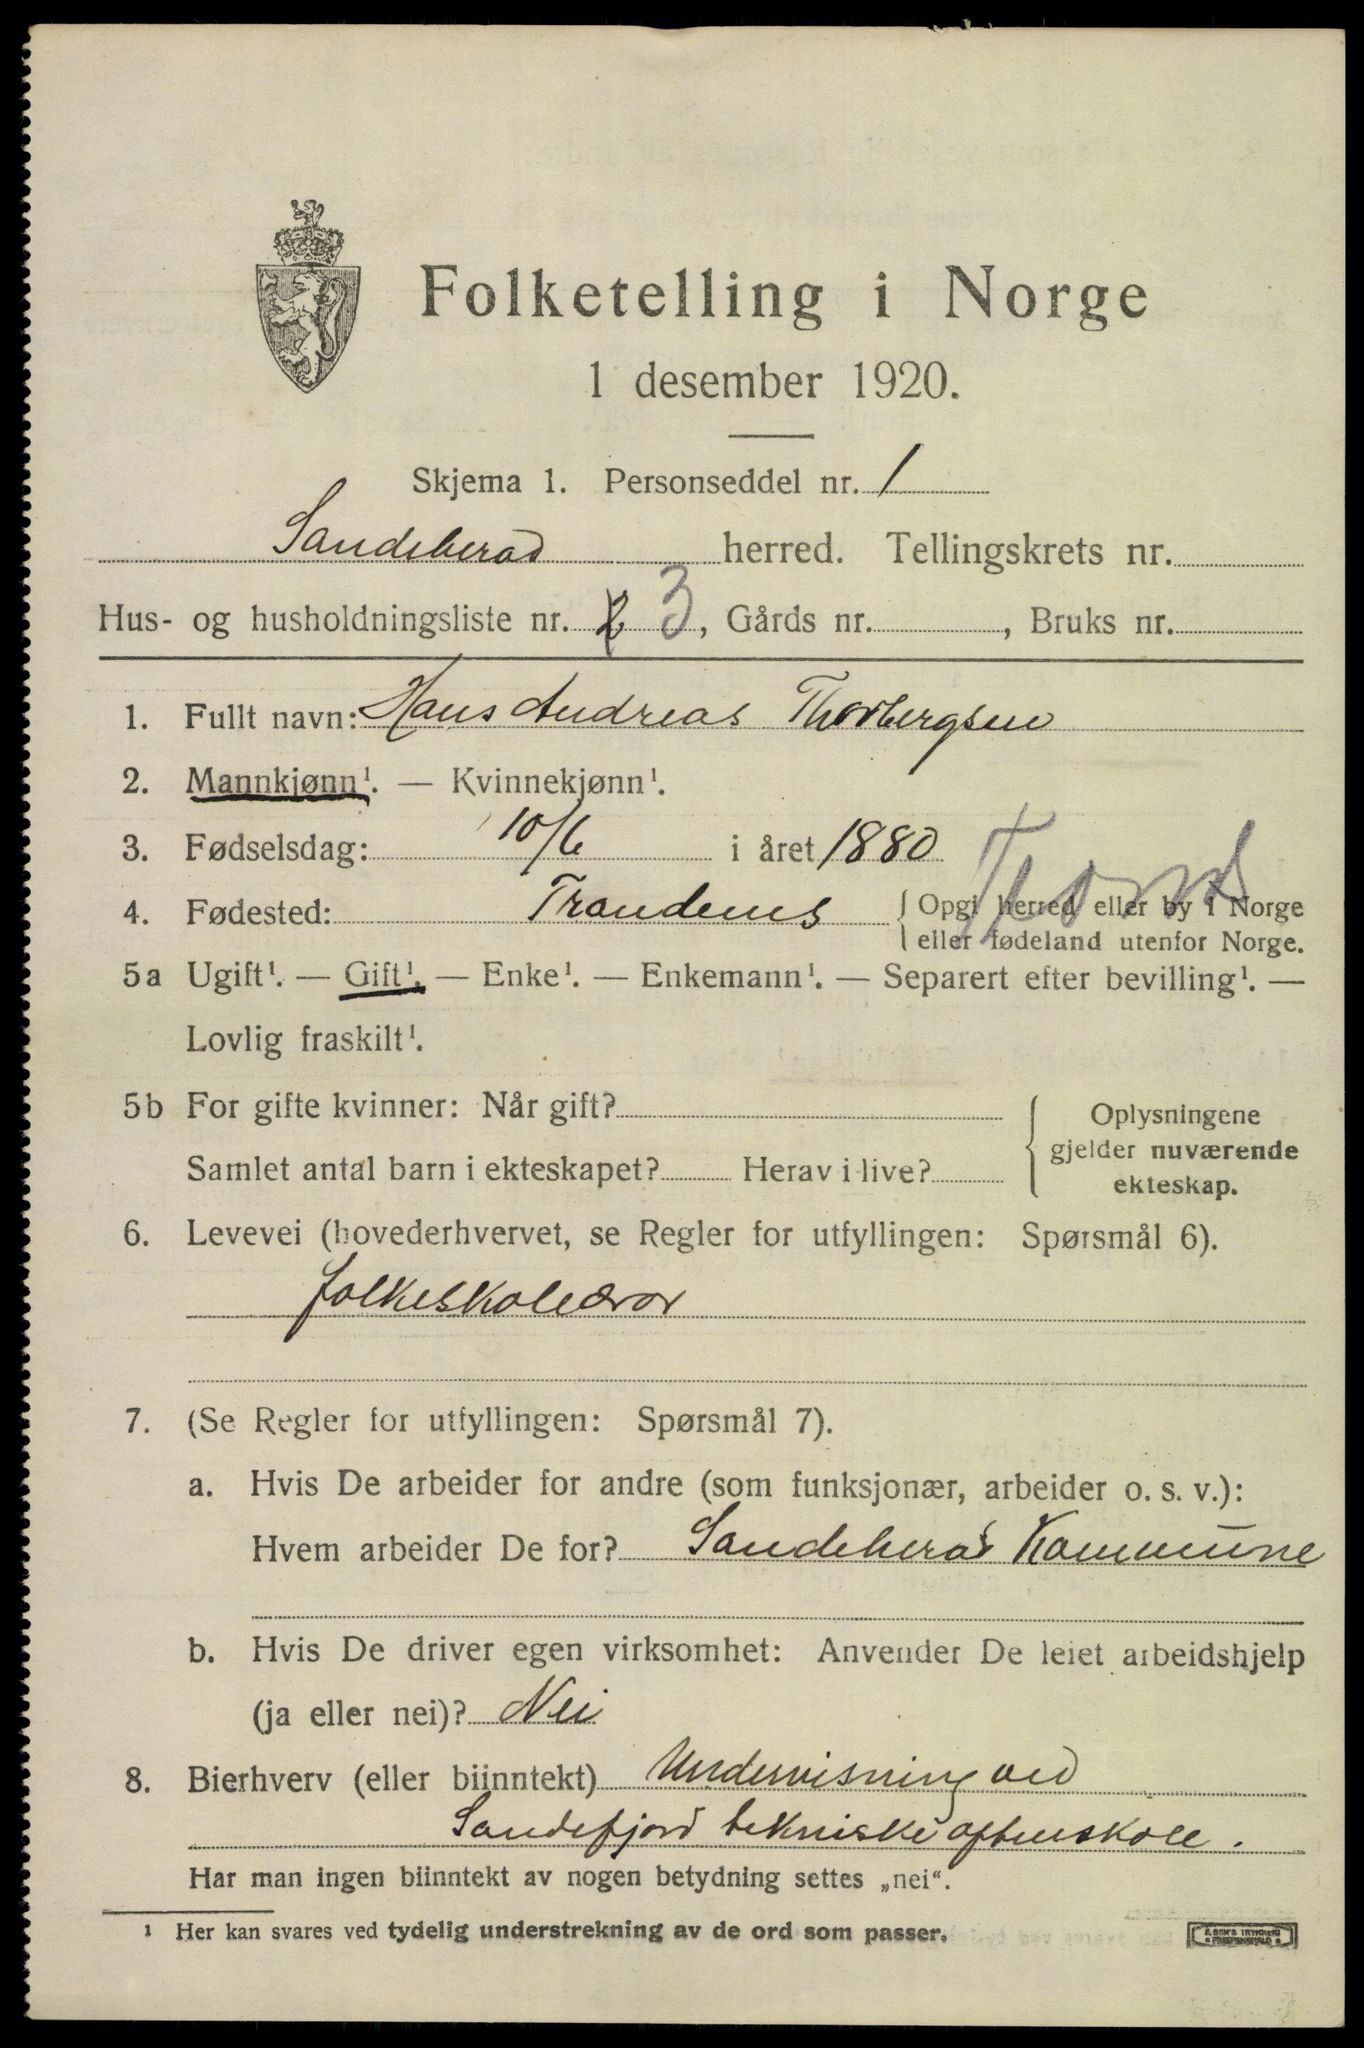 Folketelling i Norge
1 desember 1920.
Skjema 1. Personseddel nr. 1
Sandeherad herred. Tellingskrets nr.
Hus- og husholdningsliste nr. 2 3, Gårds nr. , Bruks nr.
1. Fullt navn: Hans Andreas Thorbergsen
2. Mannkjønn¹. — Kvinnekjønn¹.
3. Fødselsdag: 10/6 i året 1880
4. Fødested: Trondenes { Opgi herred eller by i Norge
eller fødeland utenfor Norge.
5a Ugift¹. — Gift¹. — Enke¹. — Enkemann¹. — Separert efter bevilling¹. —
Lovlig fraskilt¹.
5b For gifte kvinner: Når gift?
Samlet antal barn i ekteskapet? Herav i live?
Oplysningene
gjelder nuværende
ekteskap.
6. Levevei (hovederhvervet, se Regler for utfyllingen: Spørsmål 6).
folkeskolelærer
7. (Se Regler for utfyllingen: Spørsmål 7).
a. Hvis De arbeider for andre (som funksjonær, arbeider o. s. v.):
Hvem arbeider De for? Sandeherads Kommune
b. Hvis De driver egen virksomhet: Anvender De leiet arbeidshjelp
(ja eller nei)? Nei
8. Bierhverv (eller biinntekt) Undervisning ved
Sandefjord tekniske aftenskole.
Har man ingen biinntekt av nogen betydning settes „nei“.
¹ Her kan svares ved tydelig understrekning av de ord som passer.